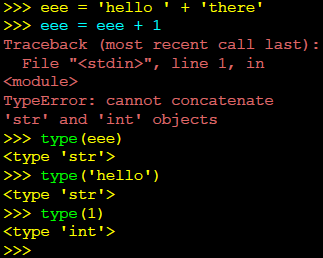 >>> eee = 'hello ' + 'there'
>>> eee = eee + 1
Traceback (most recent call last):
  File "<stdin>", line 1, in
<module>
TypeError: cannot concatenate
'str' and 'int' objects
>>> type(eee)
<type 'str'>
>>> type('hello')
<type 'str'>
>>> type(1)
<type 'int'>
>>>